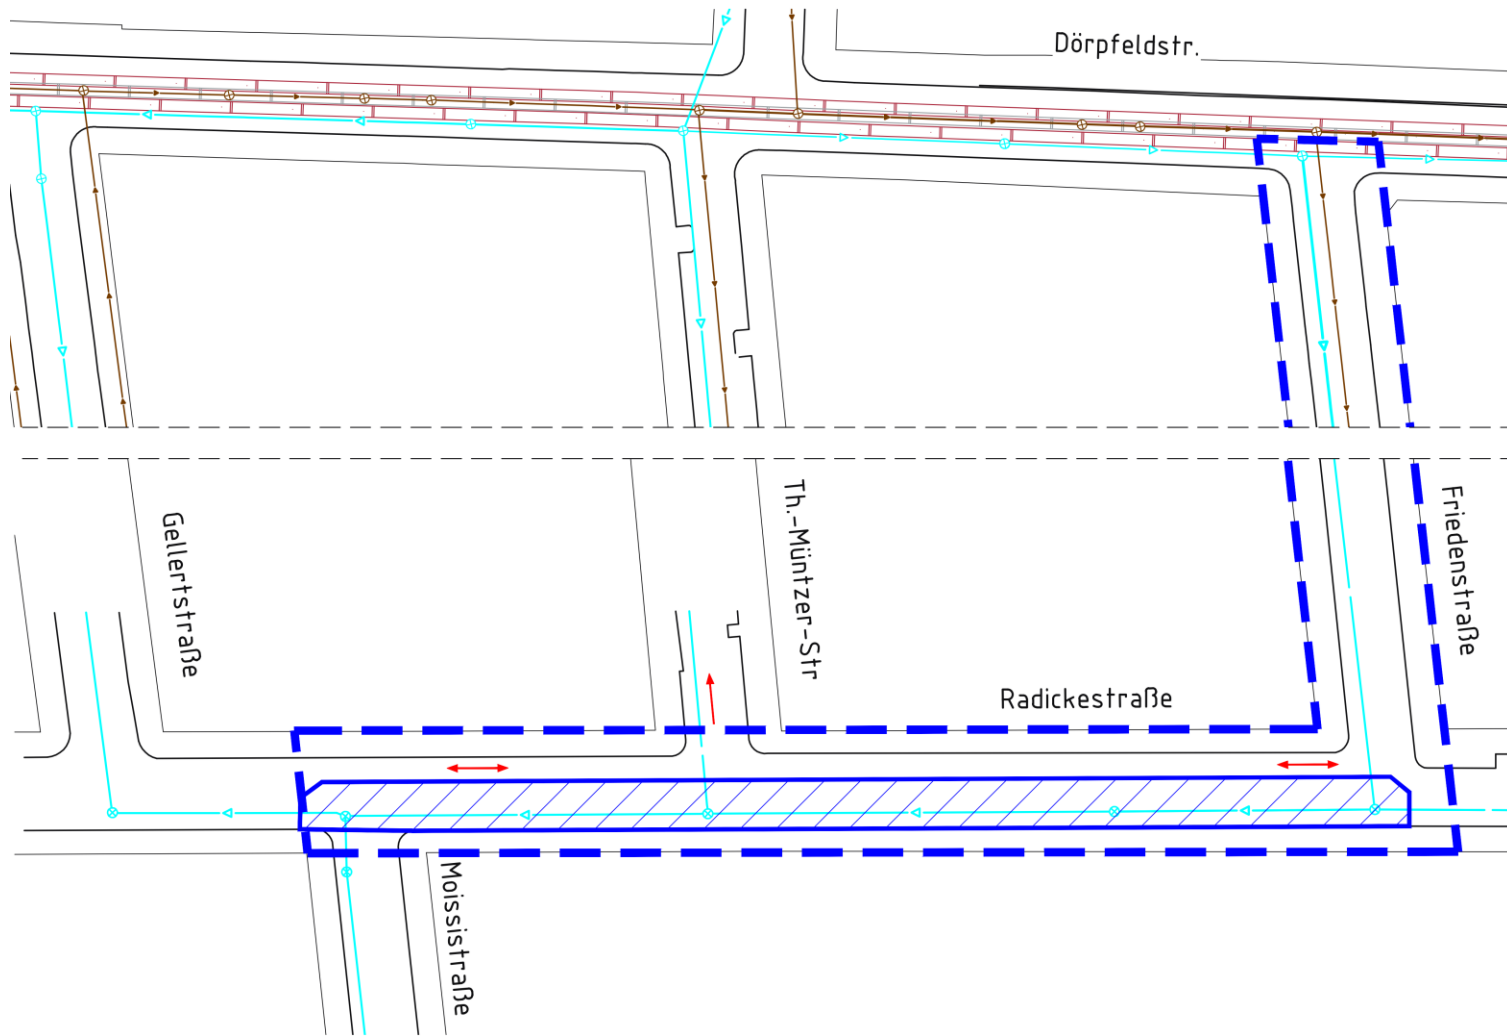 Dörpfeldstr.
Gellertstraße
Th.-Müntzer-Str
Friedenstraße
Radickestraße
Moissistraße